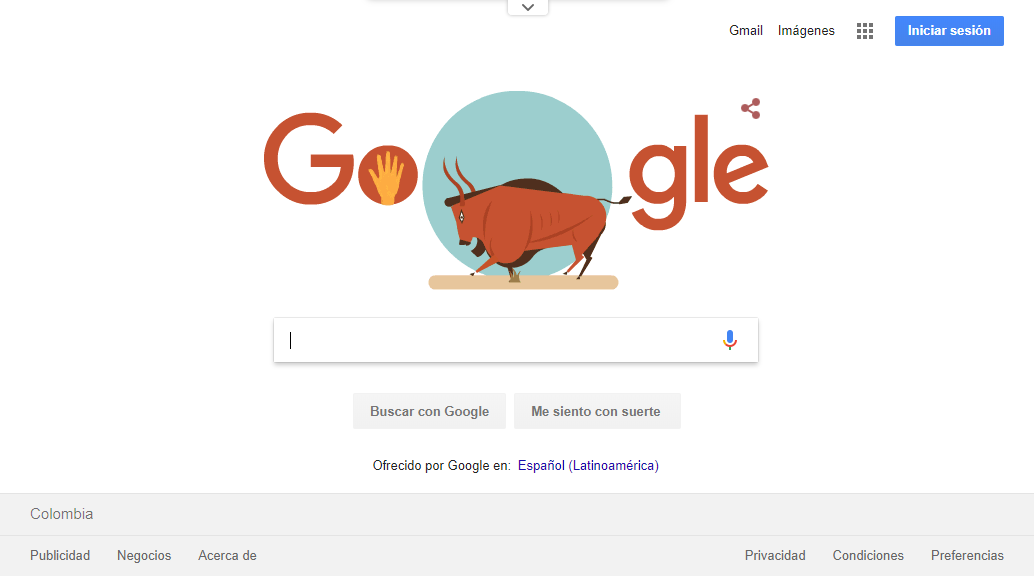 Gmail Imágenes Iniciar sesión
Google
Buscar con Google Me siento con suerte
Ofrecido por Google en: Español (Latinoamérica)
Colombia
Publicidad Negocios Acerca de Privacidad Condiciones Preferencias